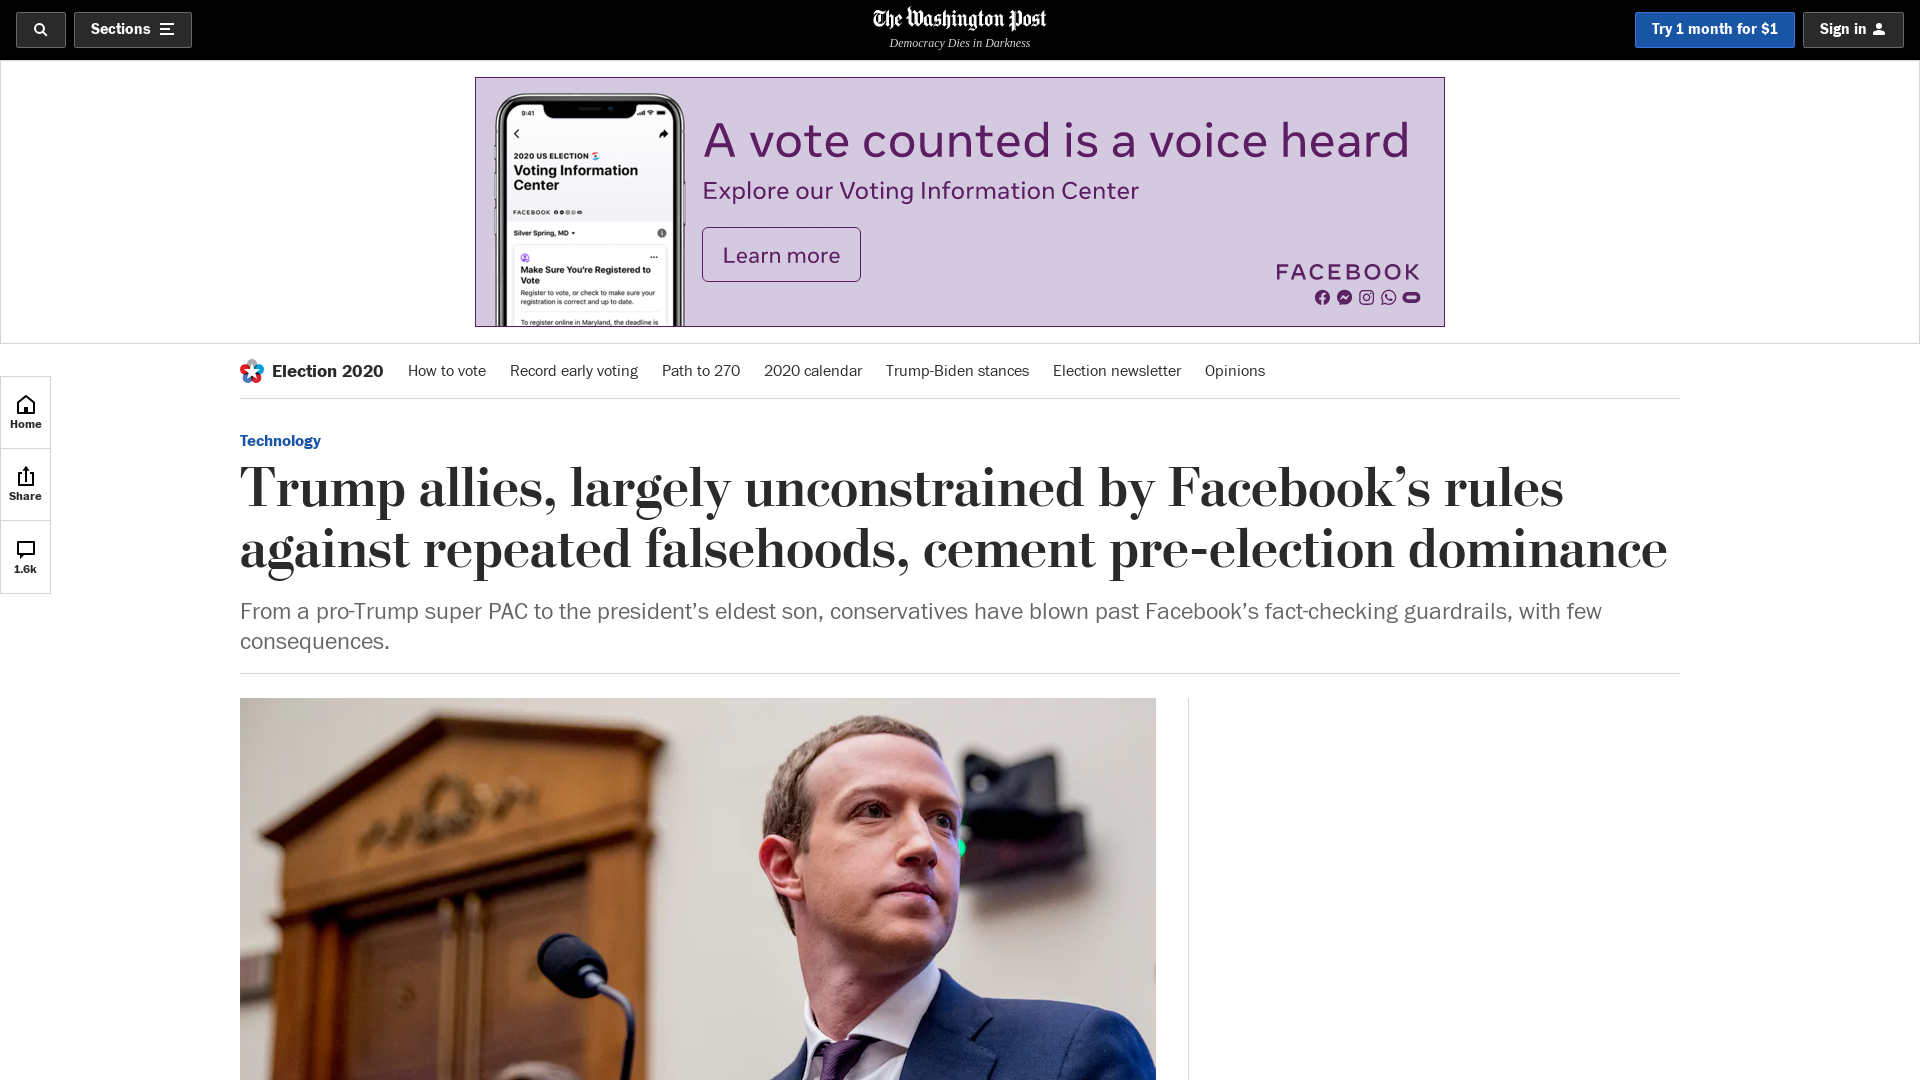 Sections
The Washington Post
Democracy Dies in Darkness
Try 1 month for $1
Sign in
9:41
2020 US ELECTION
Voting Information
Center
FACEBOOK
Silver Spring, MD
Make Sure You're Registered to
Vote
Register to vote, or check to make sure your
registration is correct and up to date.
To register online in Maryland, the deadline is
A vote counted is a voice heard
Explore our Voting Information Center
Learn more
FACEBOOK
Election 2020
How to vote
Record early voting
Path to 270
2020 calendar
Trump-Biden stances
Election newsletter
Opinions
Home
Share
1.6k
Technology
Trump allies, largely unconstrained by Facebook’s rules
against repeated falsehoods, cement pre-election dominance
From a pro-Trump super PAC to the president’s eldest son, conservatives have blown past Facebook’s fact-checking guardrails, with few
consequences.